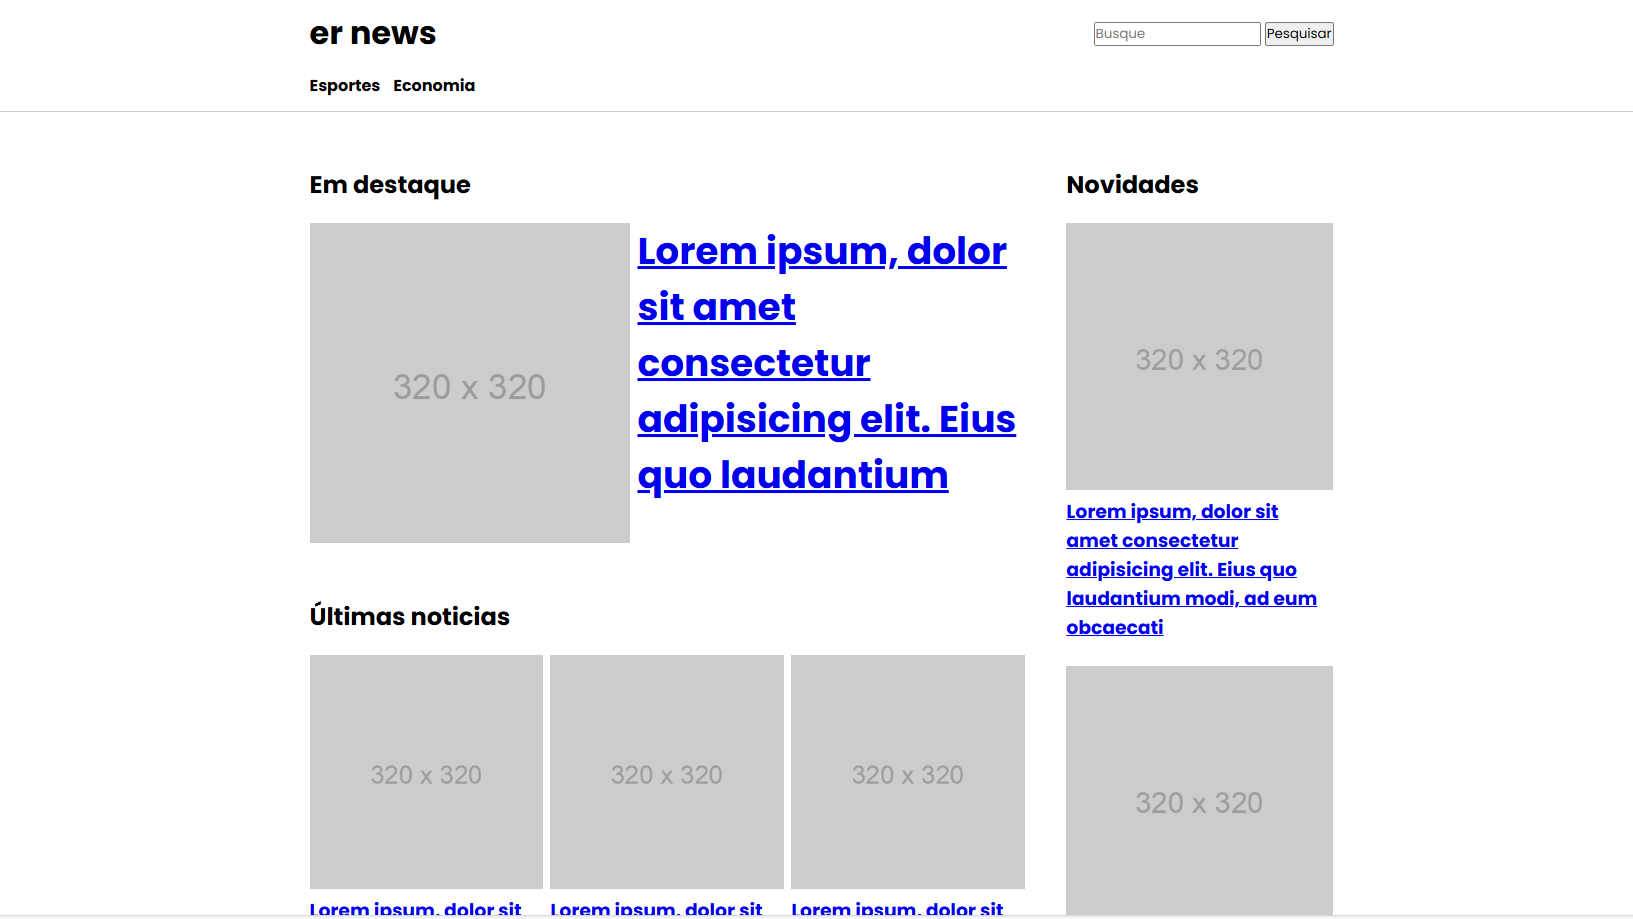 er news
Busque
Pesquisar
Esportes
Economia
Em destaque
320 x 320
Lorem ipsum, dolor
sit amet
consectetur
adipisicing elit. Eius
quo laudantium
Últimas noticias
320 x 320
320 x 320
320 x 320
Lorem ipsum, dolor sit
Lorem ipsum, dolor sit
Lorem ipsum, dolor sit
Novidades
320 x 320
Lorem ipsum, dolor sit
amet consectetur
adipisicing elit. Eius quo
laudantium modi, ad eum
obcaecati
320 x 320